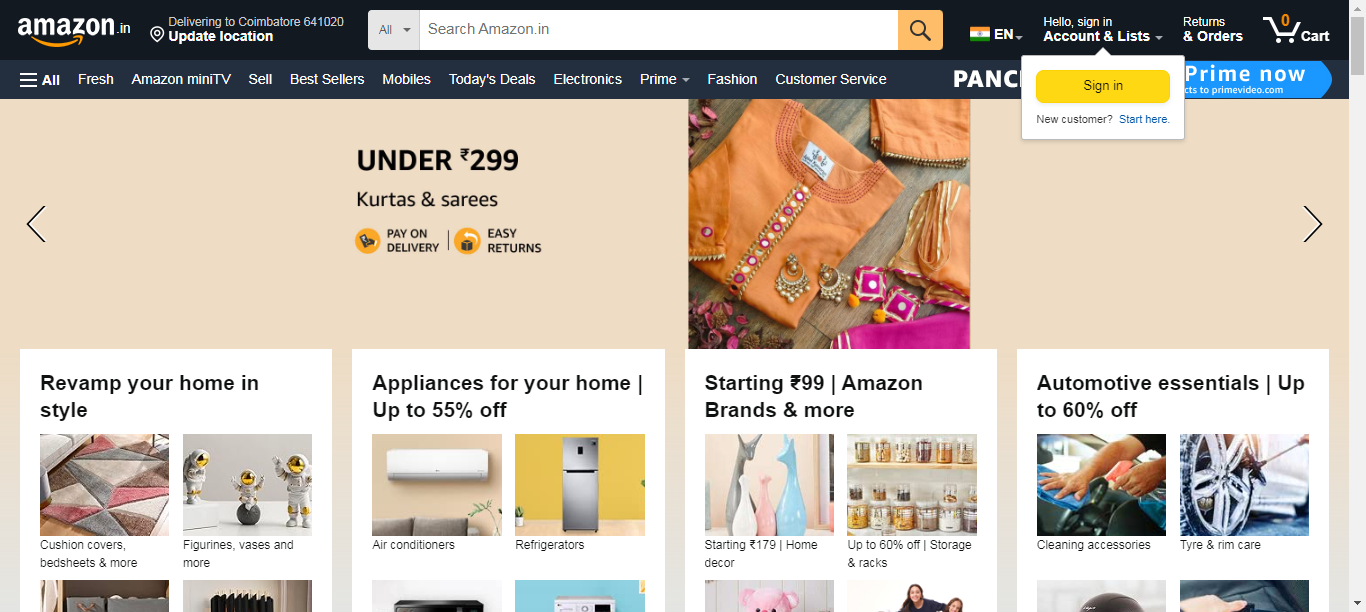 amazon.in
Delivering to Coimbatore 641020
Update location
All
Search Amazon.in
EN
Hello, sign in
Account & Lists
Returns
& Orders
0
Cart
All
Fresh
Amazon miniTV
Sell
Best Sellers
Mobiles
Today's Deals
Electronics
Prime
Fashion
Customer Service
Prime now
primevideo.com
Sign in
New customer? Start here.
UNDER ₹299
Kurtas & sarees
PAY ON
DELIVERY
EASY
RETURNS
Revamp your home in
style
Cushion covers,
bedsheets & more
Figurines, vases and
more
Appliances for your home |
Up to 55% off
Air conditioners
Refrigerators
Starting ₹99 | Amazon
Brands & more
Starting ₹179 | Home
decor
Up to 60% off | Storage
& racks
Automotive essentials | Up
to 60% off
Cleaning accessories
Tyre & rim care